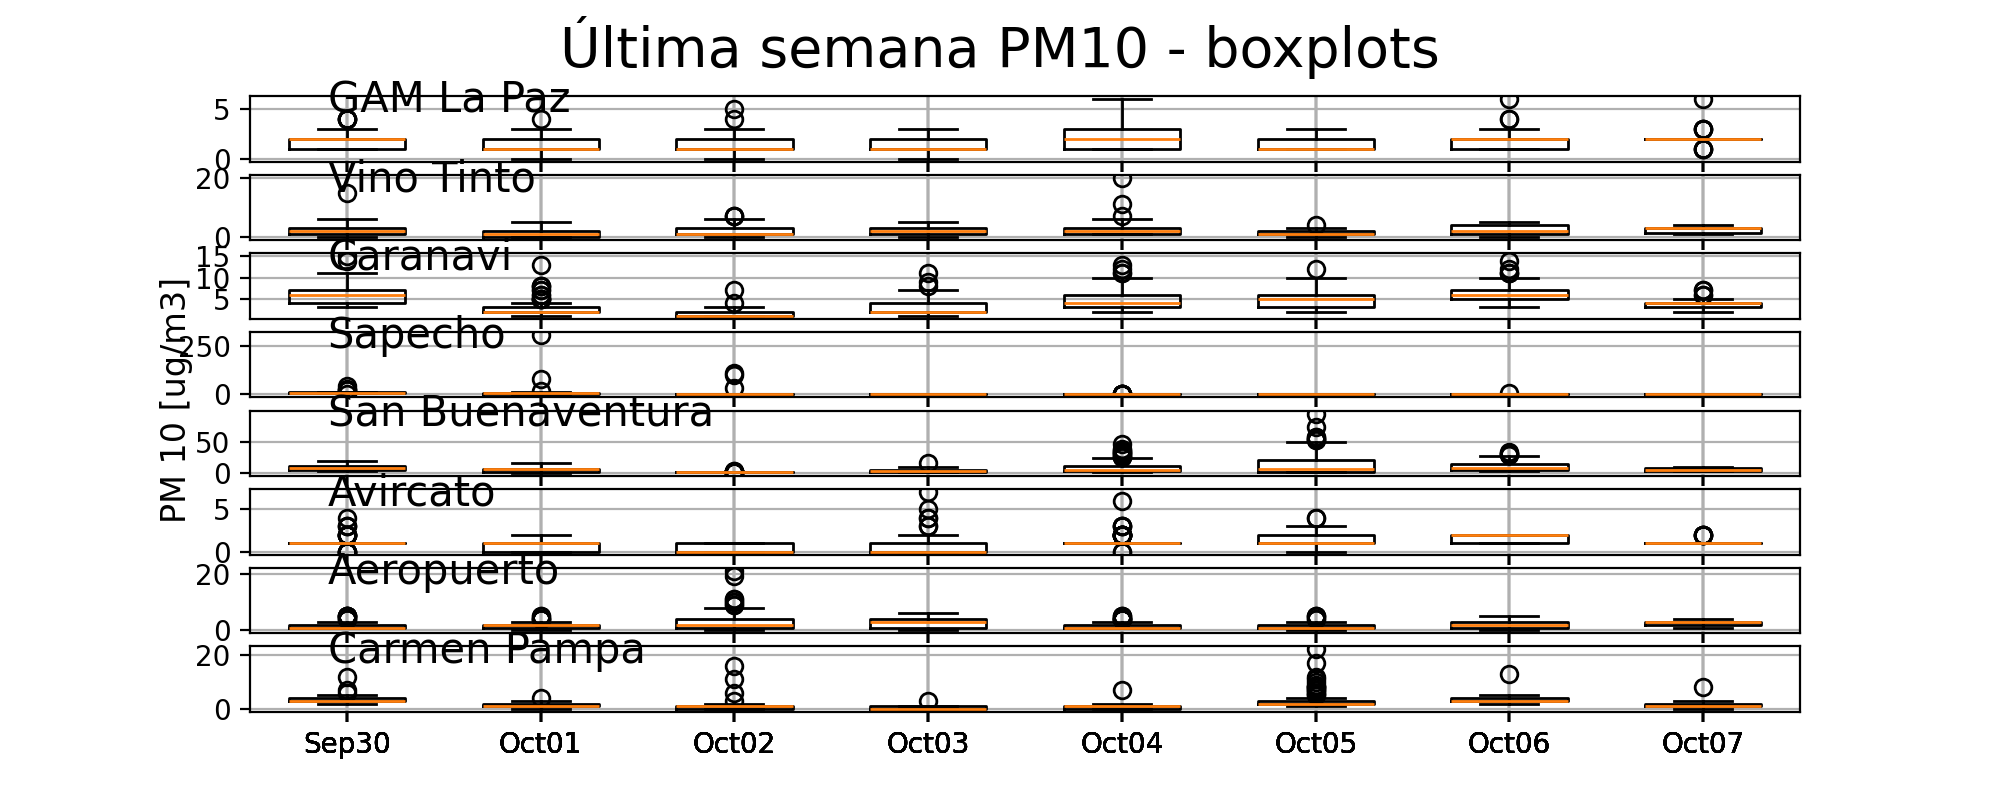 Última semana PM10 - boxplots
GAM La Paz
5
0
Vino Tinto
20
0
Caranavi
15
10
5
Sapecho
250
0
San Buenaventura
50
0
Avircato
5
0
Aeropuerto
20
0
Carmen Pampa
20
0
PM 10 [ug/m3]
Sep30 Oct01 Oct02 Oct03 Oct04 Oct05 Oct06 Oct07